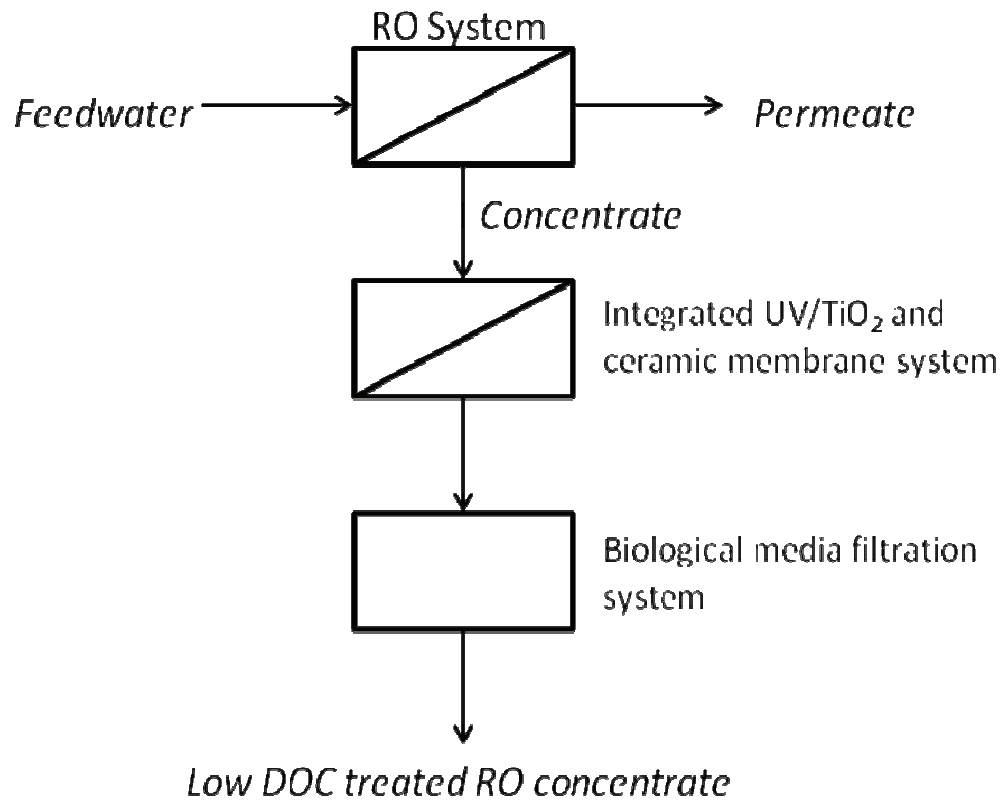 RO System
Feedwater
Permeate
Concentrate
Integrated UV/TiO₂ and
ceramic membrane system
Biological media filtration
system
Low DOC treated RO concentrate